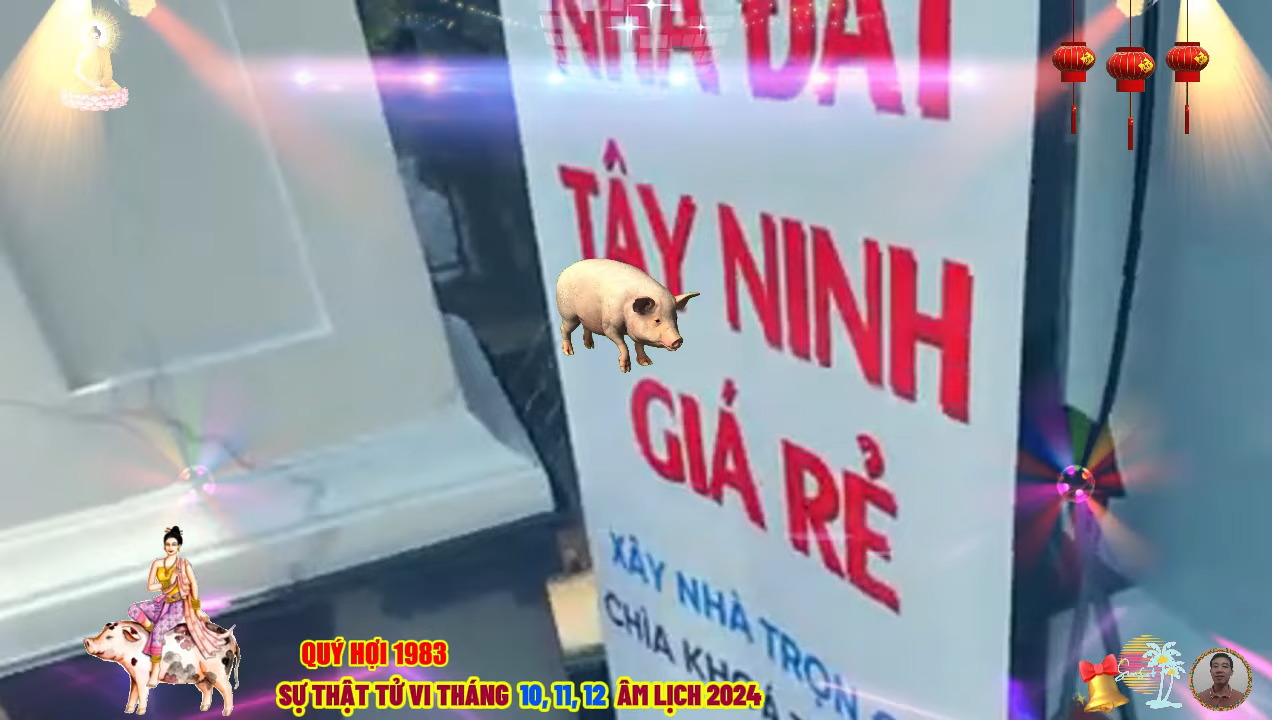 NHÀ ĐẤT
TÂY NINH
GIÁ RẺ
XÂY NHÀ TRỌN
CHÌA KHOÁ
QUÝ HỢI 1983
SỰ THẬT TỬ VI THÁNG 10, 11, 12 ÂM LỊCH 2024